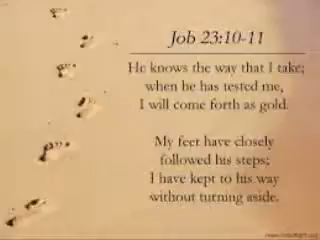 Job 23:10-11
He knows the way that I take;
when he has tested me,
I will come forth as gold.
My feet have closely
followed his steps;
I have kept to his way
without turning aside.